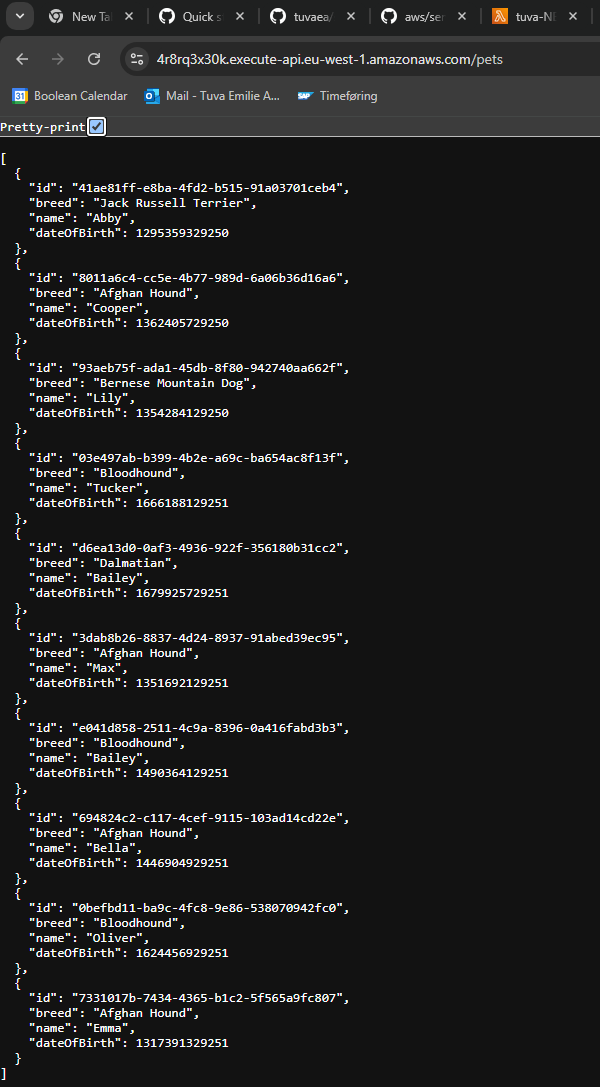 New Tal
Quick s
tuvaea/
aws/ser
tuva-NE
4r8rq3x30k.execute-api.eu-west-1.amazonaws.com/pets
31 Boolean Calendar
Mail - Tuva Emilie A...
SAP Timeføring
Pretty-print
[
  {
    "id": "41ae81ff-e8ba-4fd2-b515-91a03701ceb4",
    "breed": "Jack Russell Terrier",
    "name": "Abby",
    "dateOfBirth": 1295359329250
  },
  {
    "id": "8011a6c4-cc5e-4b77-989d-6a06b36d16a6",
    "breed": "Afghan Hound",
    "name": "Cooper",
    "dateOfBirth": 1362405729250
  },
  {
    "id": "93aeb75f-ada1-45db-8f80-942740aa662f",
    "breed": "Bernese Mountain Dog",
    "name": "Lily",
    "dateOfBirth": 1354284129250
  },
  {
    "id": "03e497ab-b399-4b2e-a69c-ba654ac8f13f",
    "breed": "Bloodhound",
    "name": "Tucker",
    "dateOfBirth": 1666188129251
  },
  {
    "id": "d6ea13d0-0af3-4936-922f-356180b31cc2",
    "breed": "Dalmatian",
    "name": "Bailey",
    "dateOfBirth": 1679925729251
  },
  {
    "id": "3dab8b26-8837-4d24-8937-91abed39ec95",
    "breed": "Afghan Hound",
    "name": "Max",
    "dateOfBirth": 1351692129251
  },
  {
    "id": "e041d858-2511-4c9a-8396-0a416fabd3b3",
    "breed": "Bloodhound",
    "name": "Bailey",
    "dateOfBirth": 1490364129251
  },
  {
    "id": "694824c2-c117-4cef-9115-103ad14cd22e",
    "breed": "Afghan Hound",
    "name": "Bella",
    "dateOfBirth": 1446904929251
  },
  {
    "id": "0befbd11-ba9c-4fc8-9e86-538070942fc0",
    "breed": "Bloodhound",
    "name": "Oliver",
    "dateOfBirth": 1624456929251
  },
  {
    "id": "7331017b-7434-4365-b1c2-5f565a9fc807",
    "breed": "Afghan Hound",
    "name": "Emma",
    "dateOfBirth": 1317391329251
  }
]